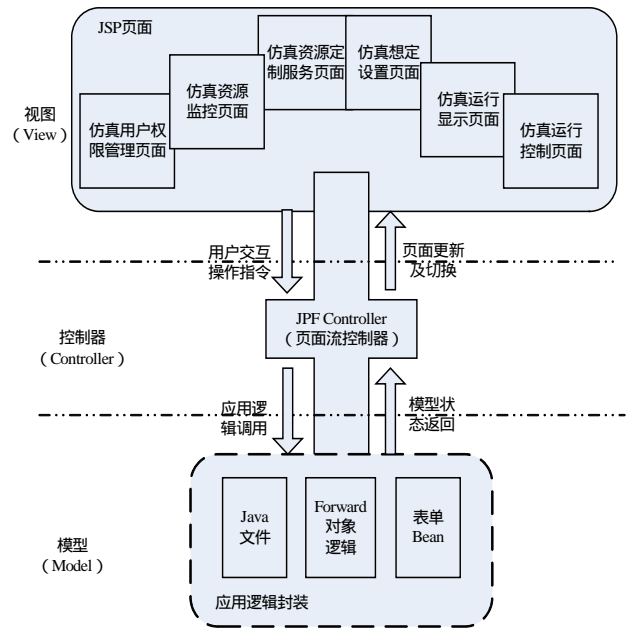 JSP页面
仿真资源定
制服务页面
仿真想定
设置页面
仿真资源
监控页面
仿真运行
显示页面
仿真用户权
限管理页面
仿真运行
控制页面
视图
（View）
用户交互
操作指令
页面更新
及切换
JPF Controller
（页面流控制器）
控制器
（Controller）
应用逻
辑调用
模型状
态返回
Java
文件
Forward
对象
逻辑
表单
Bean
模型
（Model）
应用逻辑封装